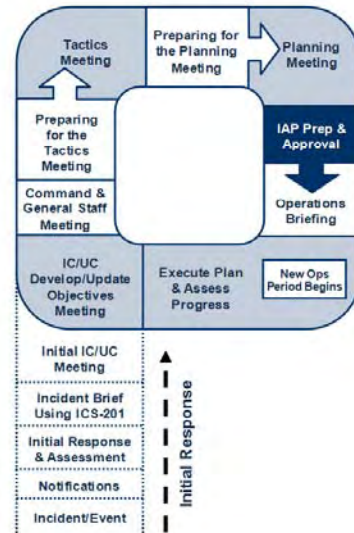 Tactics
Meeting
Preparing for
the Planning
Meeting
Planning
Meeting
Preparing
for the
Tactics
Meeting
IAP Prep &
Approval
Command &
General Staff
Meeting
Operations
Briefing
IC/UC
Develop/Update
Objectives
Meeting
Execute Plan
& Assess
Progress
New Ops
Period Begins
Initial IC/UC
Meeting
Incident Brief
Using ICS-201
Initial Response
& Assessment
Notifications
Incident/Event
Initial Response